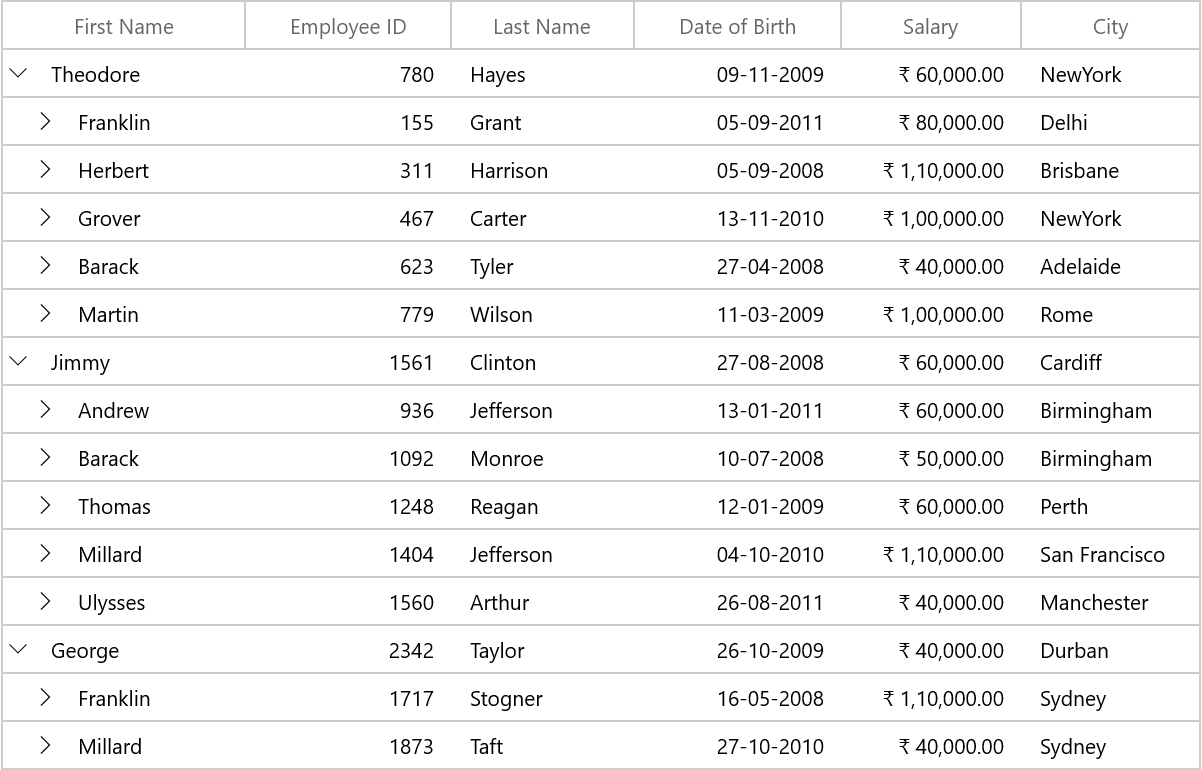 First Name Employee ID Last Name Date of Birth Salary City
Theodore 780 Hayes 09-11-2009 ₹ 60,000.00 NewYork
Franklin 155 Grant 05-09-2011 ₹ 80,000.00 Delhi
Herbert 311 Harrison 05-09-2008 ₹ 1,10,000.00 Brisbane
Grover 467 Carter 13-11-2010 ₹ 1,00,000.00 NewYork
Barack 623 Tyler 27-04-2008 ₹ 40,000.00 Adelaide
Martin 779 Wilson 11-03-2009 ₹ 1,00,000.00 Rome
Jimmy 1561 Clinton 27-08-2008 ₹ 60,000.00 Cardiff
Andrew 936 Jefferson 13-01-2011 ₹ 60,000.00 Birmingham
Barack 1092 Monroe 10-07-2008 ₹ 50,000.00 Birmingham
Thomas 1248 Reagan 12-01-2009 ₹ 60,000.00 Perth
Millard 1404 Jefferson 04-10-2010 ₹ 1,10,000.00 San Francisco
Ulysses 1560 Arthur 26-08-2011 ₹ 40,000.00 Manchester
George 2342 Taylor 26-10-2009 ₹ 40,000.00 Durban
Franklin 1717 Stogner 16-05-2008 ₹ 1,10,000.00 Sydney
Millard 1873 Taft 27-10-2010 ₹ 40,000.00 Sydney